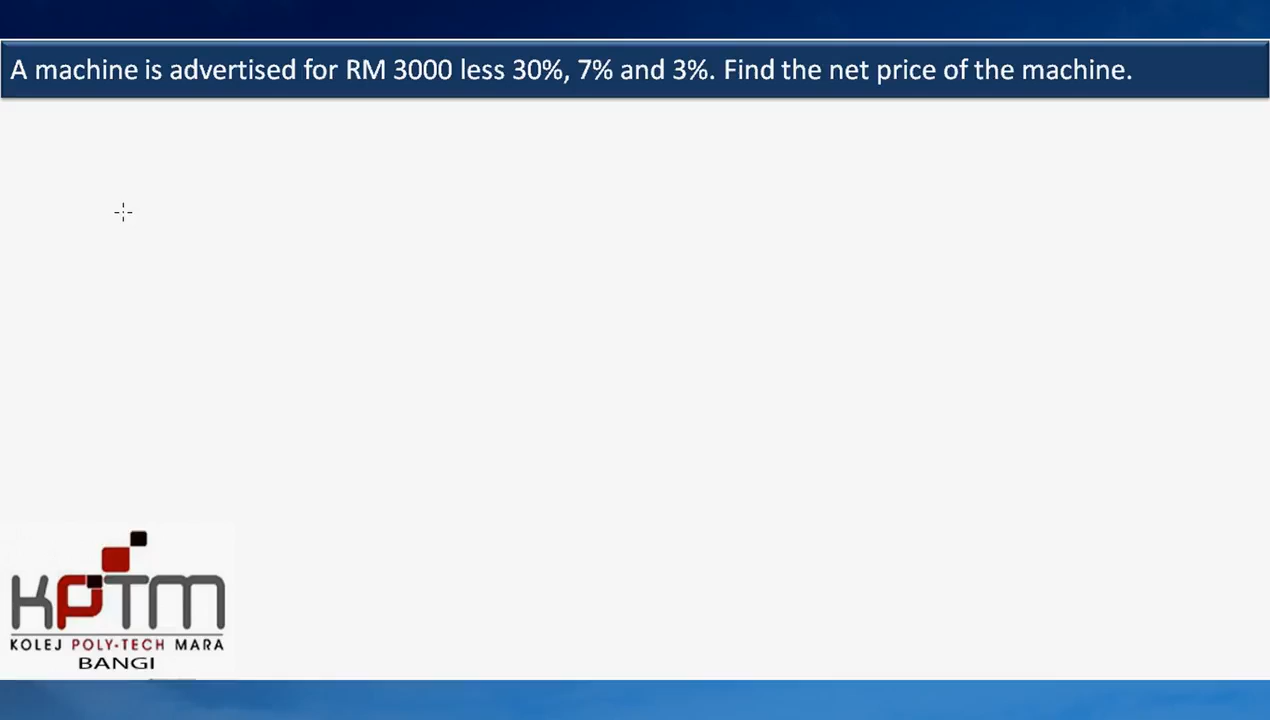 A machine is advertised for RM 3000 less 30%, 7% and 3%. Find the net price of the machine.
KPTM
KOLEJ POLY-TECH MARA
BANGI